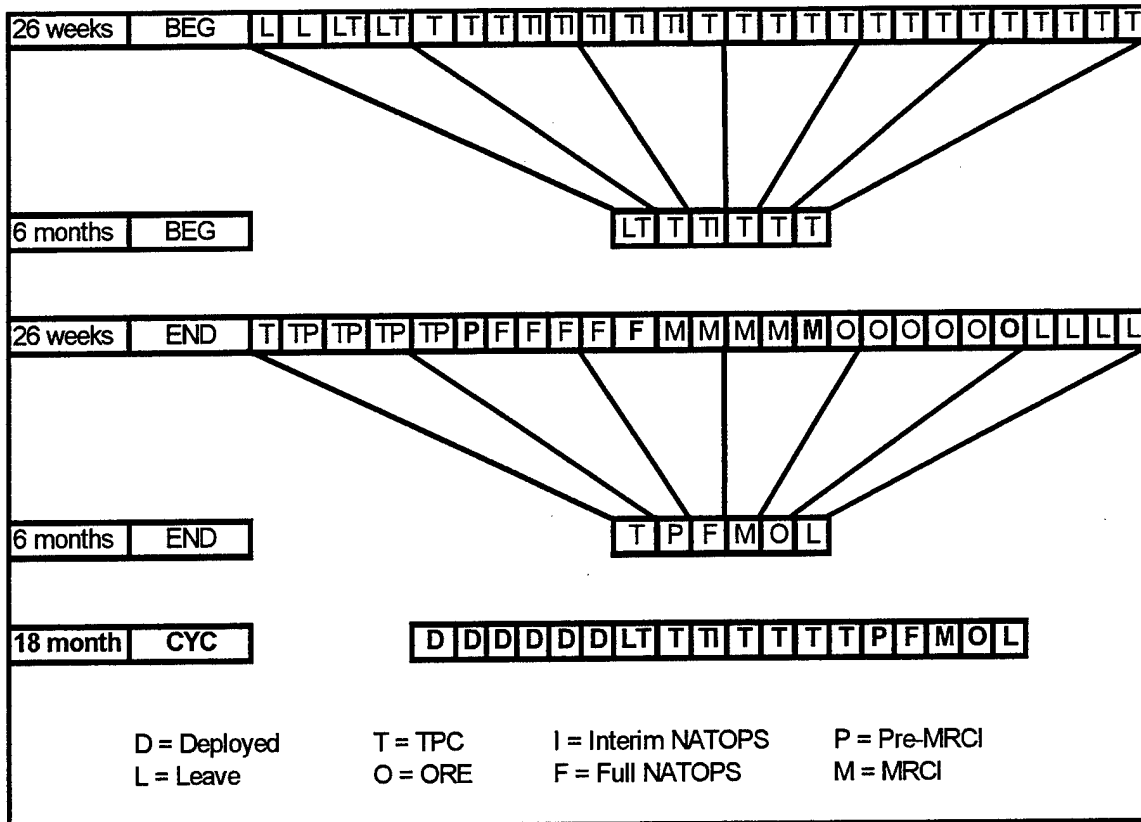 26 weeks BEG L L LT LT T T T TI TI TI TI TI T T T T T T T T T T T T T T
6 months BEG LT T TI T T T
26 weeks END T TP TP TP TP P F F F F F M M M M M O O O O O O L L L L
6 months END T P F M O L
18 month CYC D D D D D D LT T TI T T T T P F M O L
D = Deployed T = TPC I = Interim NATOPS P = Pre-MRCI
L = Leave O = ORE F = Full NATOPS M = MRCI